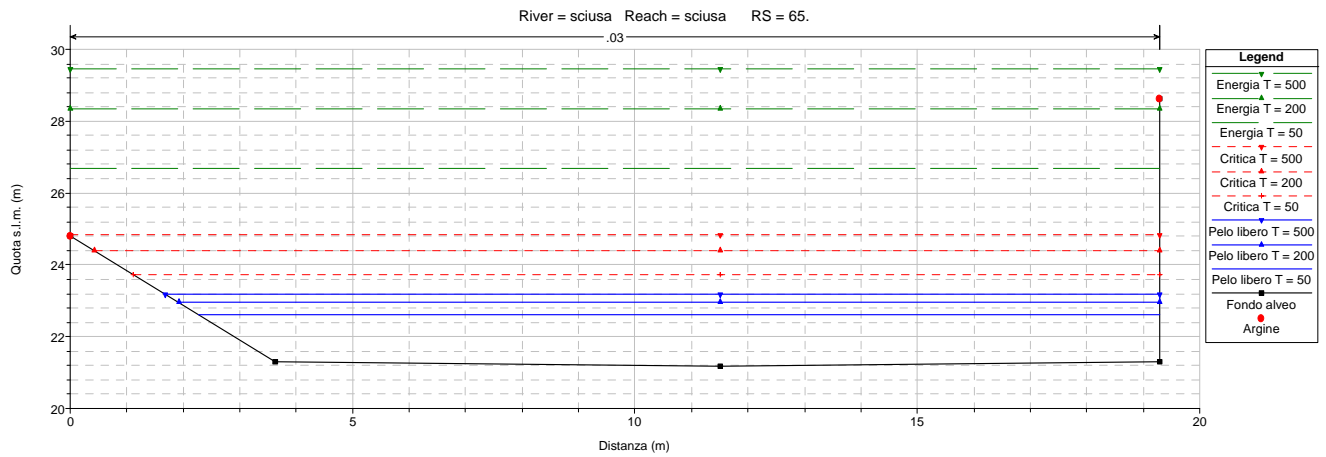 River = sciusa   Reach = sciusa      RS = 65.
.03
30
28
26
24
22
20
Quota s.l.m. (m)
0
5
10
15
20
Distanza (m)
Legend
Energia T = 500
Energia T = 200
Energia T = 50
Critica T = 500
Critica T = 200
Critica T = 50
Pelo libero T = 500
Pelo libero T = 200
Pelo libero T = 50
Fondo alveo
Argine